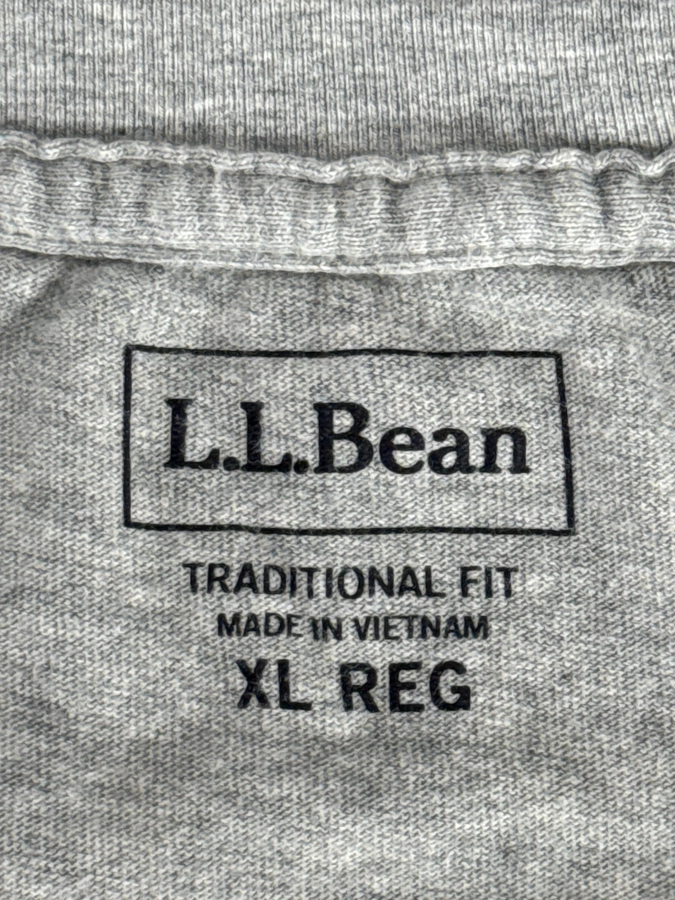 L.L.Bean
TRADITIONAL FIT
MADE IN VIETNAM
XL REG